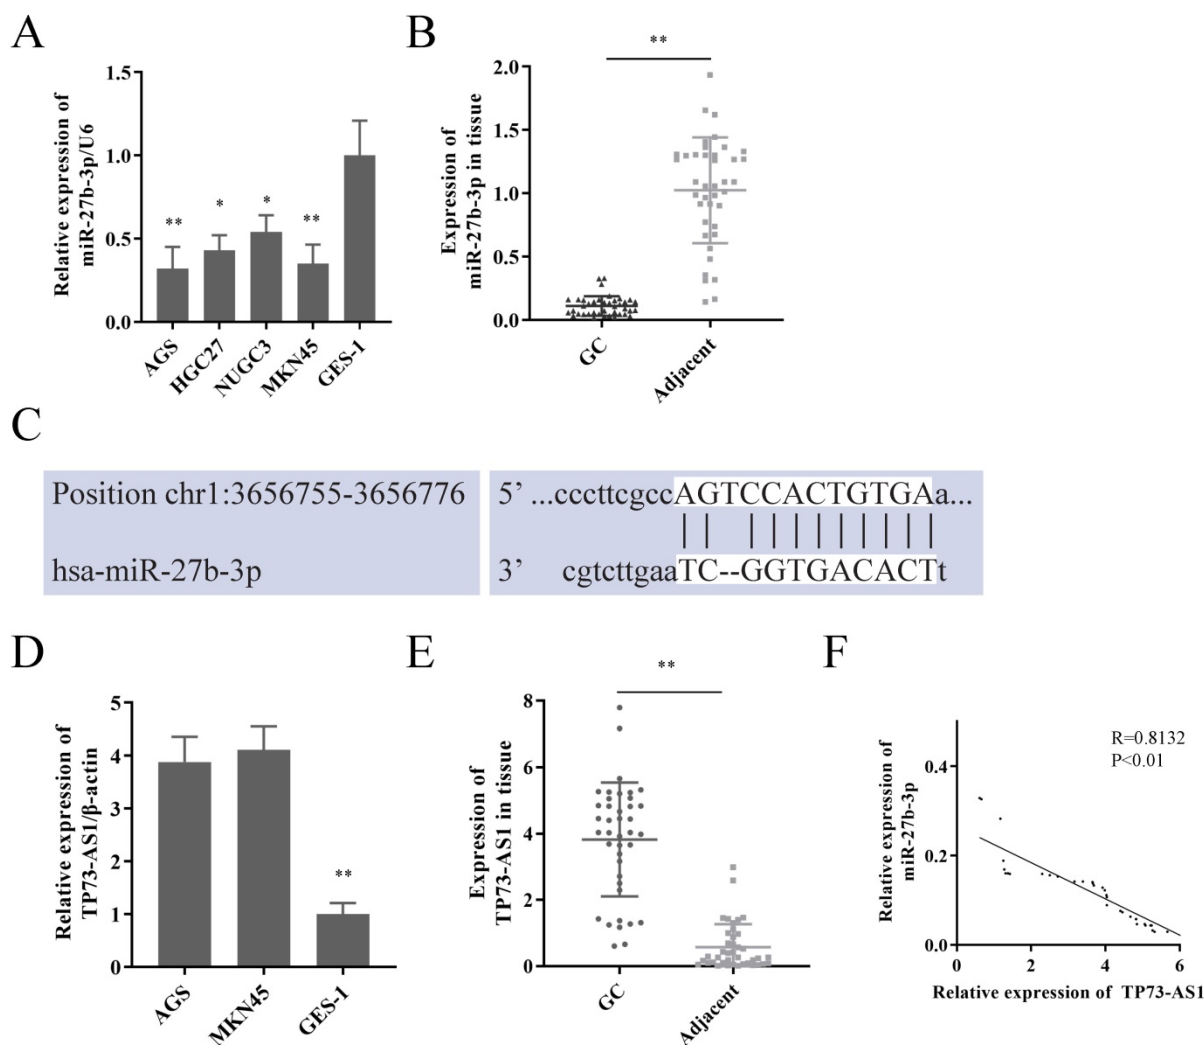 A
Relative expression of
miR-27b-3p/U6
1.5
1.0
0.5
0.0
**
*
*
**
AGS
HGC27
NUGC3
MKN45
GES-1
B
Expression of
miR-27b-3p in tissue
2.0
1.5
1.0
0.5
0.0
**
GC
Adjacent
C
Position chr1:3656755-3656776 5’ ...cccttcgccAGTCCACTGTGAa...
hsa-miR-27b-3p 3’ cgtcttgaaTC--GGTGACACTt
D
Relative expression of
TP73-AS1/β-actin
5
4
3
2
1
0
**
AGS
MKN45
GES-1
E
Expression of
TP73-AS1 in tissue
8
6
4
2
0
**
GC
Adjacent
F
Relative expression of
miR-27b-3p
0.4
0.2
0.0
R=0.8132
P<0.01
0 2 4 6
Relative expression of TP73-AS1